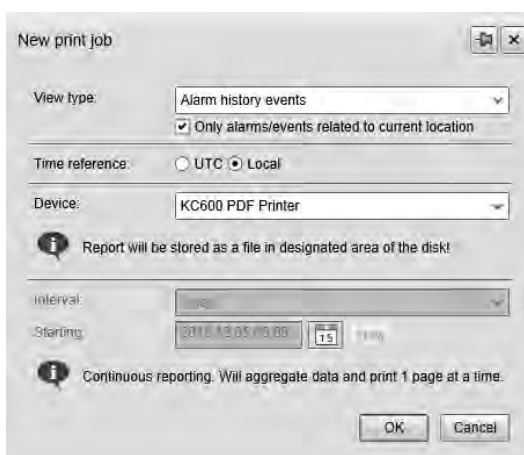 New print job
View type: Alarm history events
Only alarms/events related to current location
Time reference: UTC Local
Device: KC600 PDF Printer
Report will be stored as a file in designated area of the disk!
Interval:
Starting: 15
Continuous reporting. Will aggregate data and print 1 page at a time.
OK Cancel